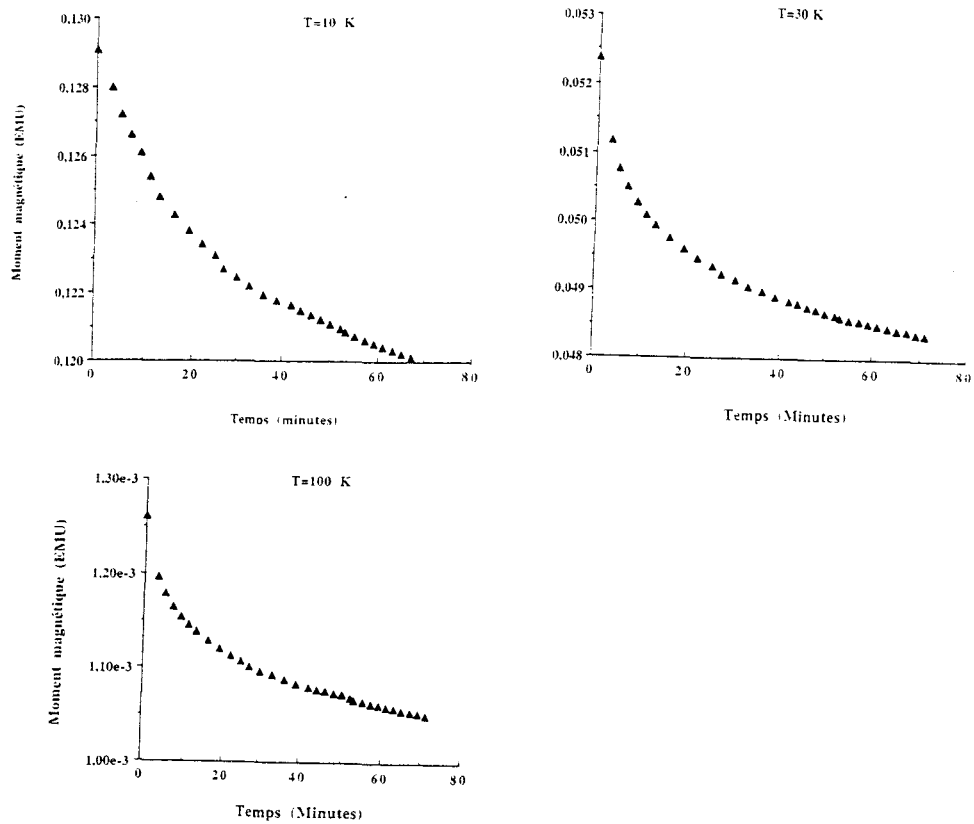 T=10 K
Moment magnétique (EMU)
0,130
0,128
0,126
0,124
0,122
0,120
0 20 40 60 80
Temps (minutes)
T=30 K
0,053
0,052
0,051
0,050
0,049
0,048
0 20 40 60 80
Temps (Minutes)
T=100 K
Moment magnétique (EMU)
1.30e-3
1.20e-3
1.10e-3
1.00e-3
0 20 40 60 80
Temps (Minutes)